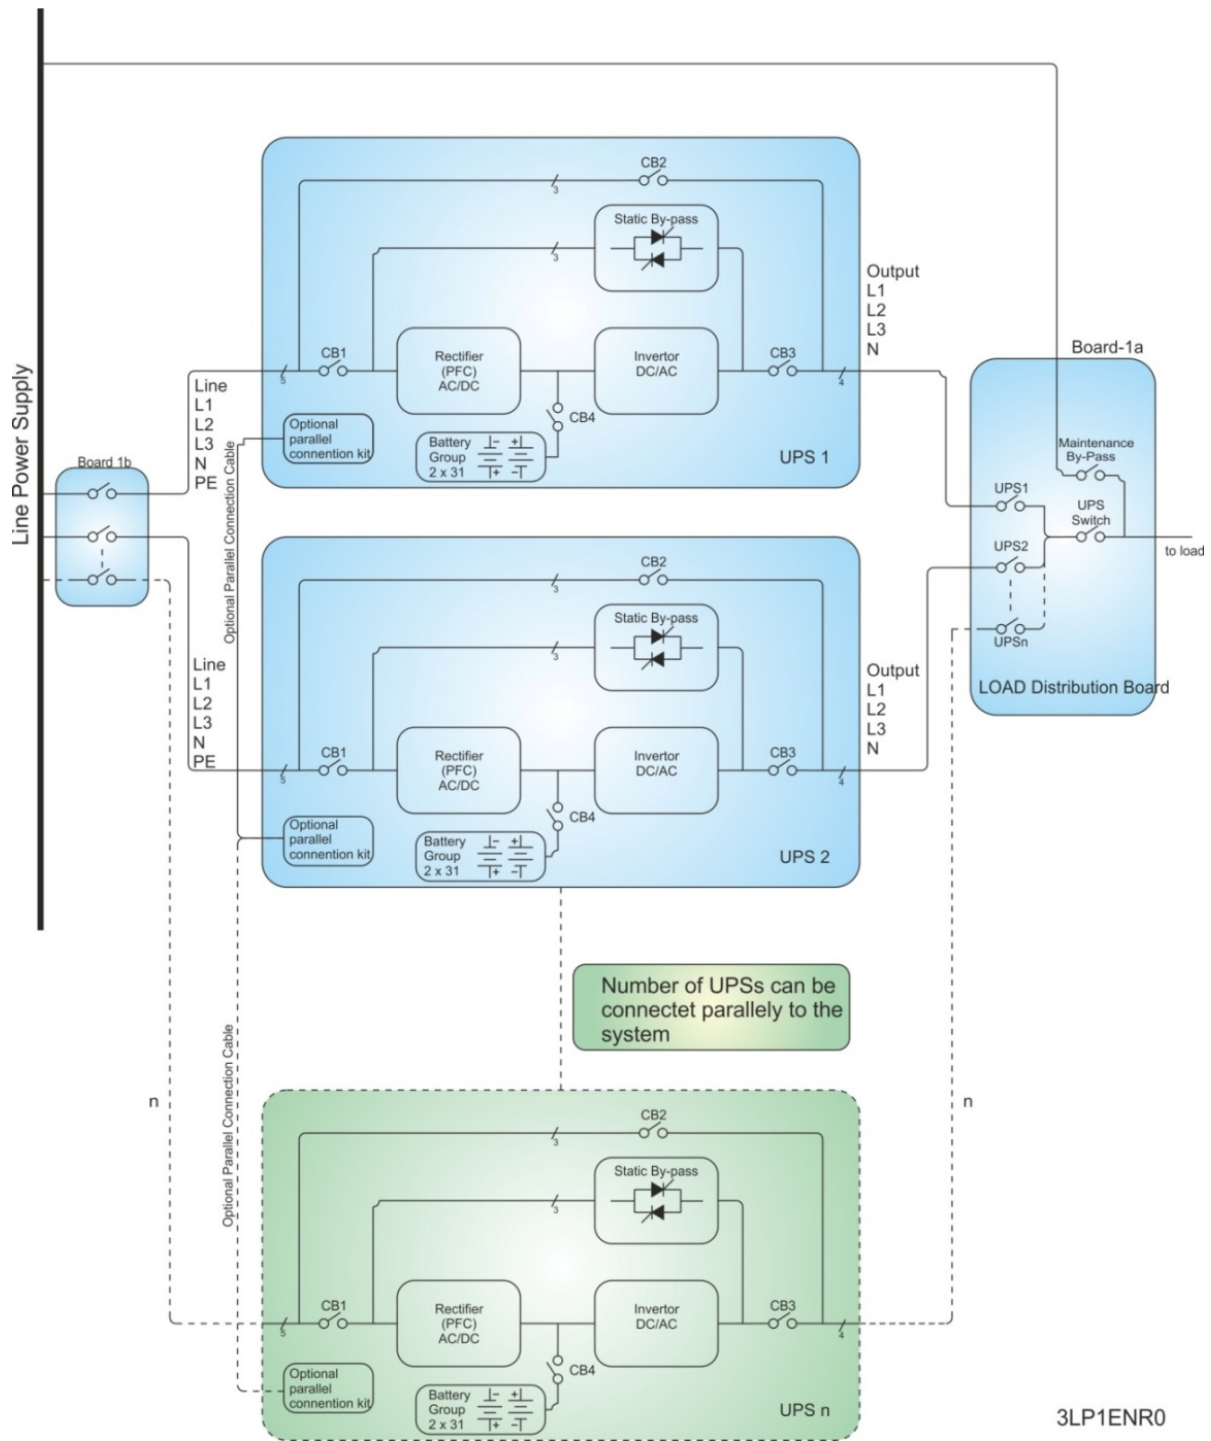 Line Power Supply
Board 1b
Line
L1
L2
L3
N
PE
Optional Parallel Connection Cable
CB2
3
Static By-pass
3
CB1
5
Rectifier
(PFC)
AC/DC
Invertor
DC/AC
CB3
4
CB4
Optional
parallel
connention kit
Battery
Group
2 x 31
UPS 1
Output
L1
L2
L3
N
Board-1a
Maintenance
By-Pass
UPS1
UPS
Switch
UPS2
to load
UPSn
LOAD Distribution Board
Line
L1
L2
L3
N
PE
CB2
3
Static By-pass
3
CB1
5
Rectifier
(PFC)
AC/DC
Invertor
DC/AC
CB3
4
CB4
Optional
parallel
connention kit
Battery
Group
2 x 31
UPS 2
Output
L1
L2
L3
N
Number of UPSs can be
connectet parallely to the
system
n
Optional Parallel Connection Cable
n
CB2
3
Static By-pass
3
CB1
5
Rectifier
(PFC)
AC/DC
Invertor
DC/AC
CB3
4
CB4
Optional
parallel
connention kit
Battery
Group
2 x 31
UPS n
3LP1ENR0